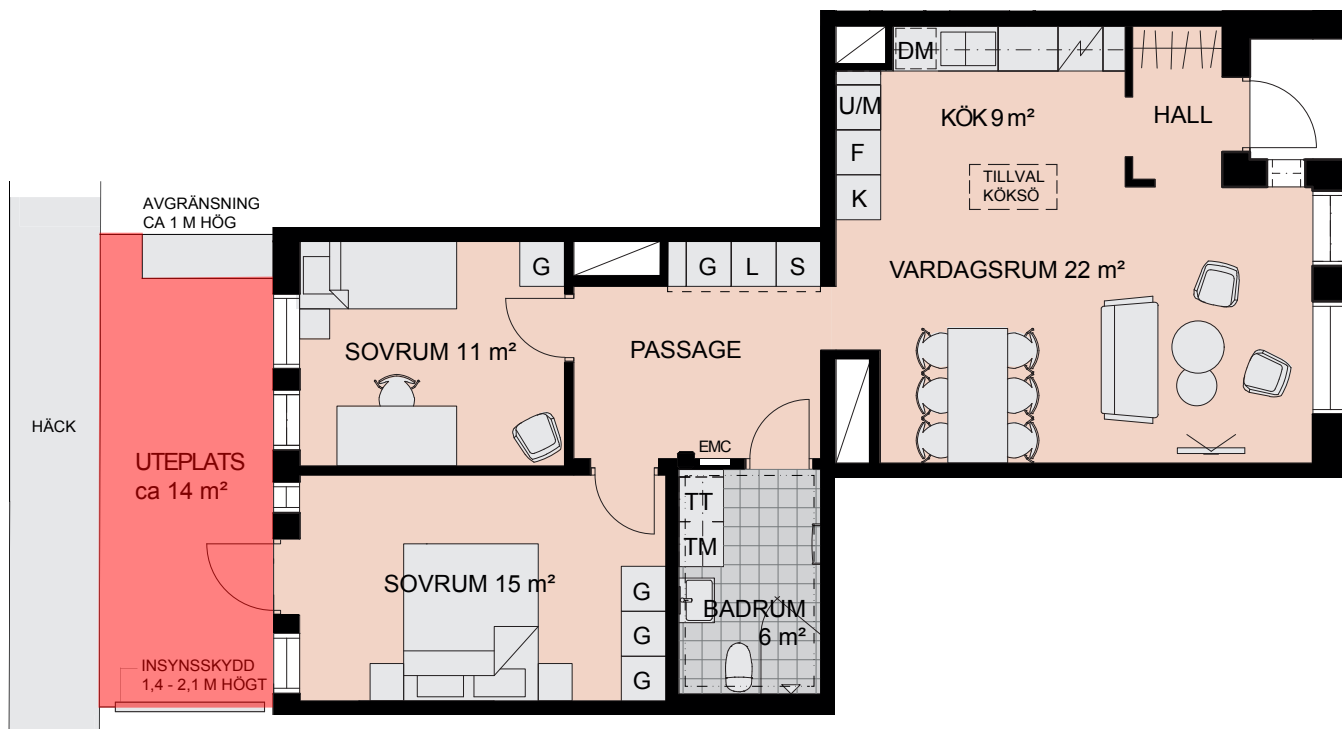 DM
U/M
KÖK 9 m²
HALL
F
K
TILLVAL
KÖKSÖ
AVGRÄNSNING
CA 1 M HÖG
G
G
L
S
VARDAGSRUM 22 m²
SOVRUM 11 m²
PASSAGE
HÄCK
UTEPLATS
ca 14 m²
EMC
TT
TM
SOVRUM 15 m²
G
G
G
BADRUM
6 m²
INSYNSSKYDD
1,4 - 2,1 M HÖGT